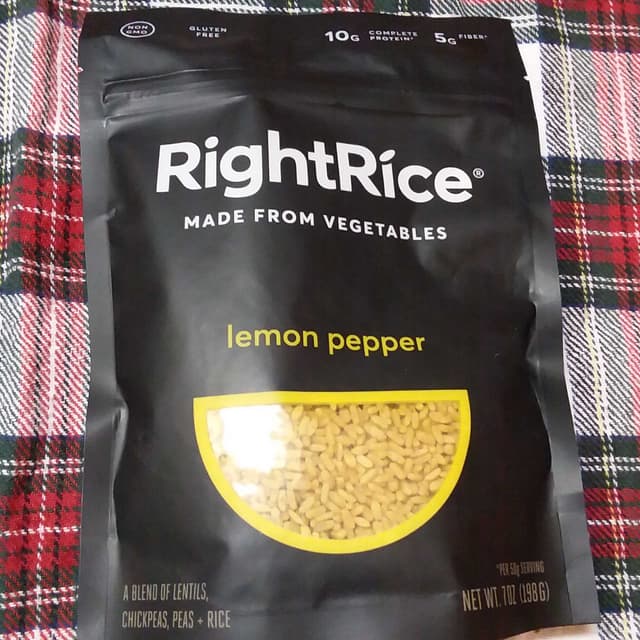 NON
GMO
GLUTEN
FREE
10G COMPLETE
PROTEIN*
5G FIBER*
RightRice®
MADE FROM VEGETABLES
lemon pepper
A BLEND OF LENTILS,
CHICKPEAS, PEAS + RICE
*PER 50g SERVING
NET WT. 7OZ (198G)